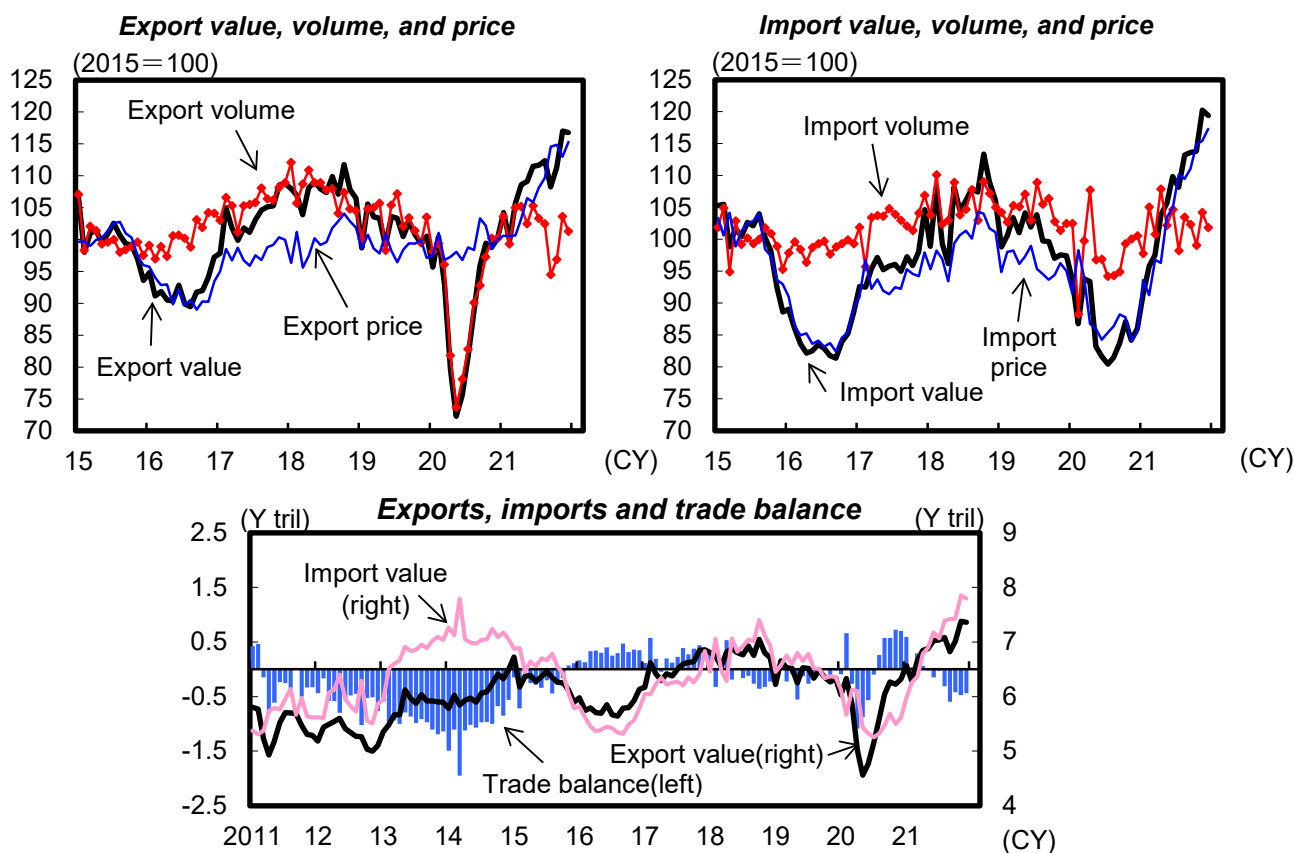 Export value, volume, and price
(2015＝100)
125
120
115
110
105
100
95
90
85
80
75
70
Export volume
Export price
Export value
15 16 17 18 19 20 21 (CY)
Import value, volume, and price
(2015＝100)
125
120
115
110
105
100
95
90
85
80
75
70
Import volume
Import
price
Import value
15 16 17 18 19 20 21 (CY)
Exports, imports and trade balance
(Y tril) (Y tril)
2.5 9
1.5 8
0.5 7
-0.5 6
-1.5 5
-2.5 4
Import value
(right)
Export value(right)
Trade balance(left)
2011 12 13 14 15 16 17 18 19 20 21 (CY)